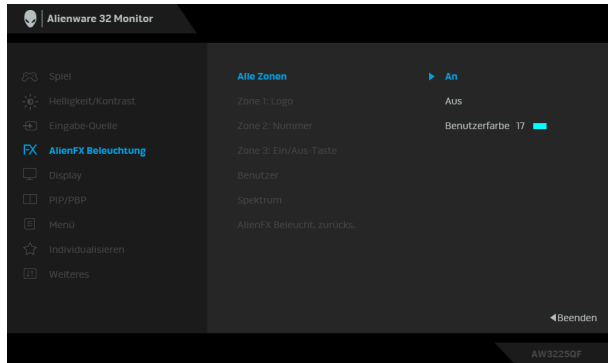 Alienware 32 Monitor
Spiel
Helligkeit/Kontrast
Eingabe-Quelle
FX AlienFX Beleuchtung
Display
PIP/PBP
Menü
Individualisieren
Weiteres
Alle Zonen
Zone 1: Logo
Zone 2: Nummer
Zone 3: Ein/Aus-Taste
Benutzer
Spektrum
AlienFX Beleucht. zurücks.
An
Aus
Benutzerfarbe 17
Beenden
AW3225QF